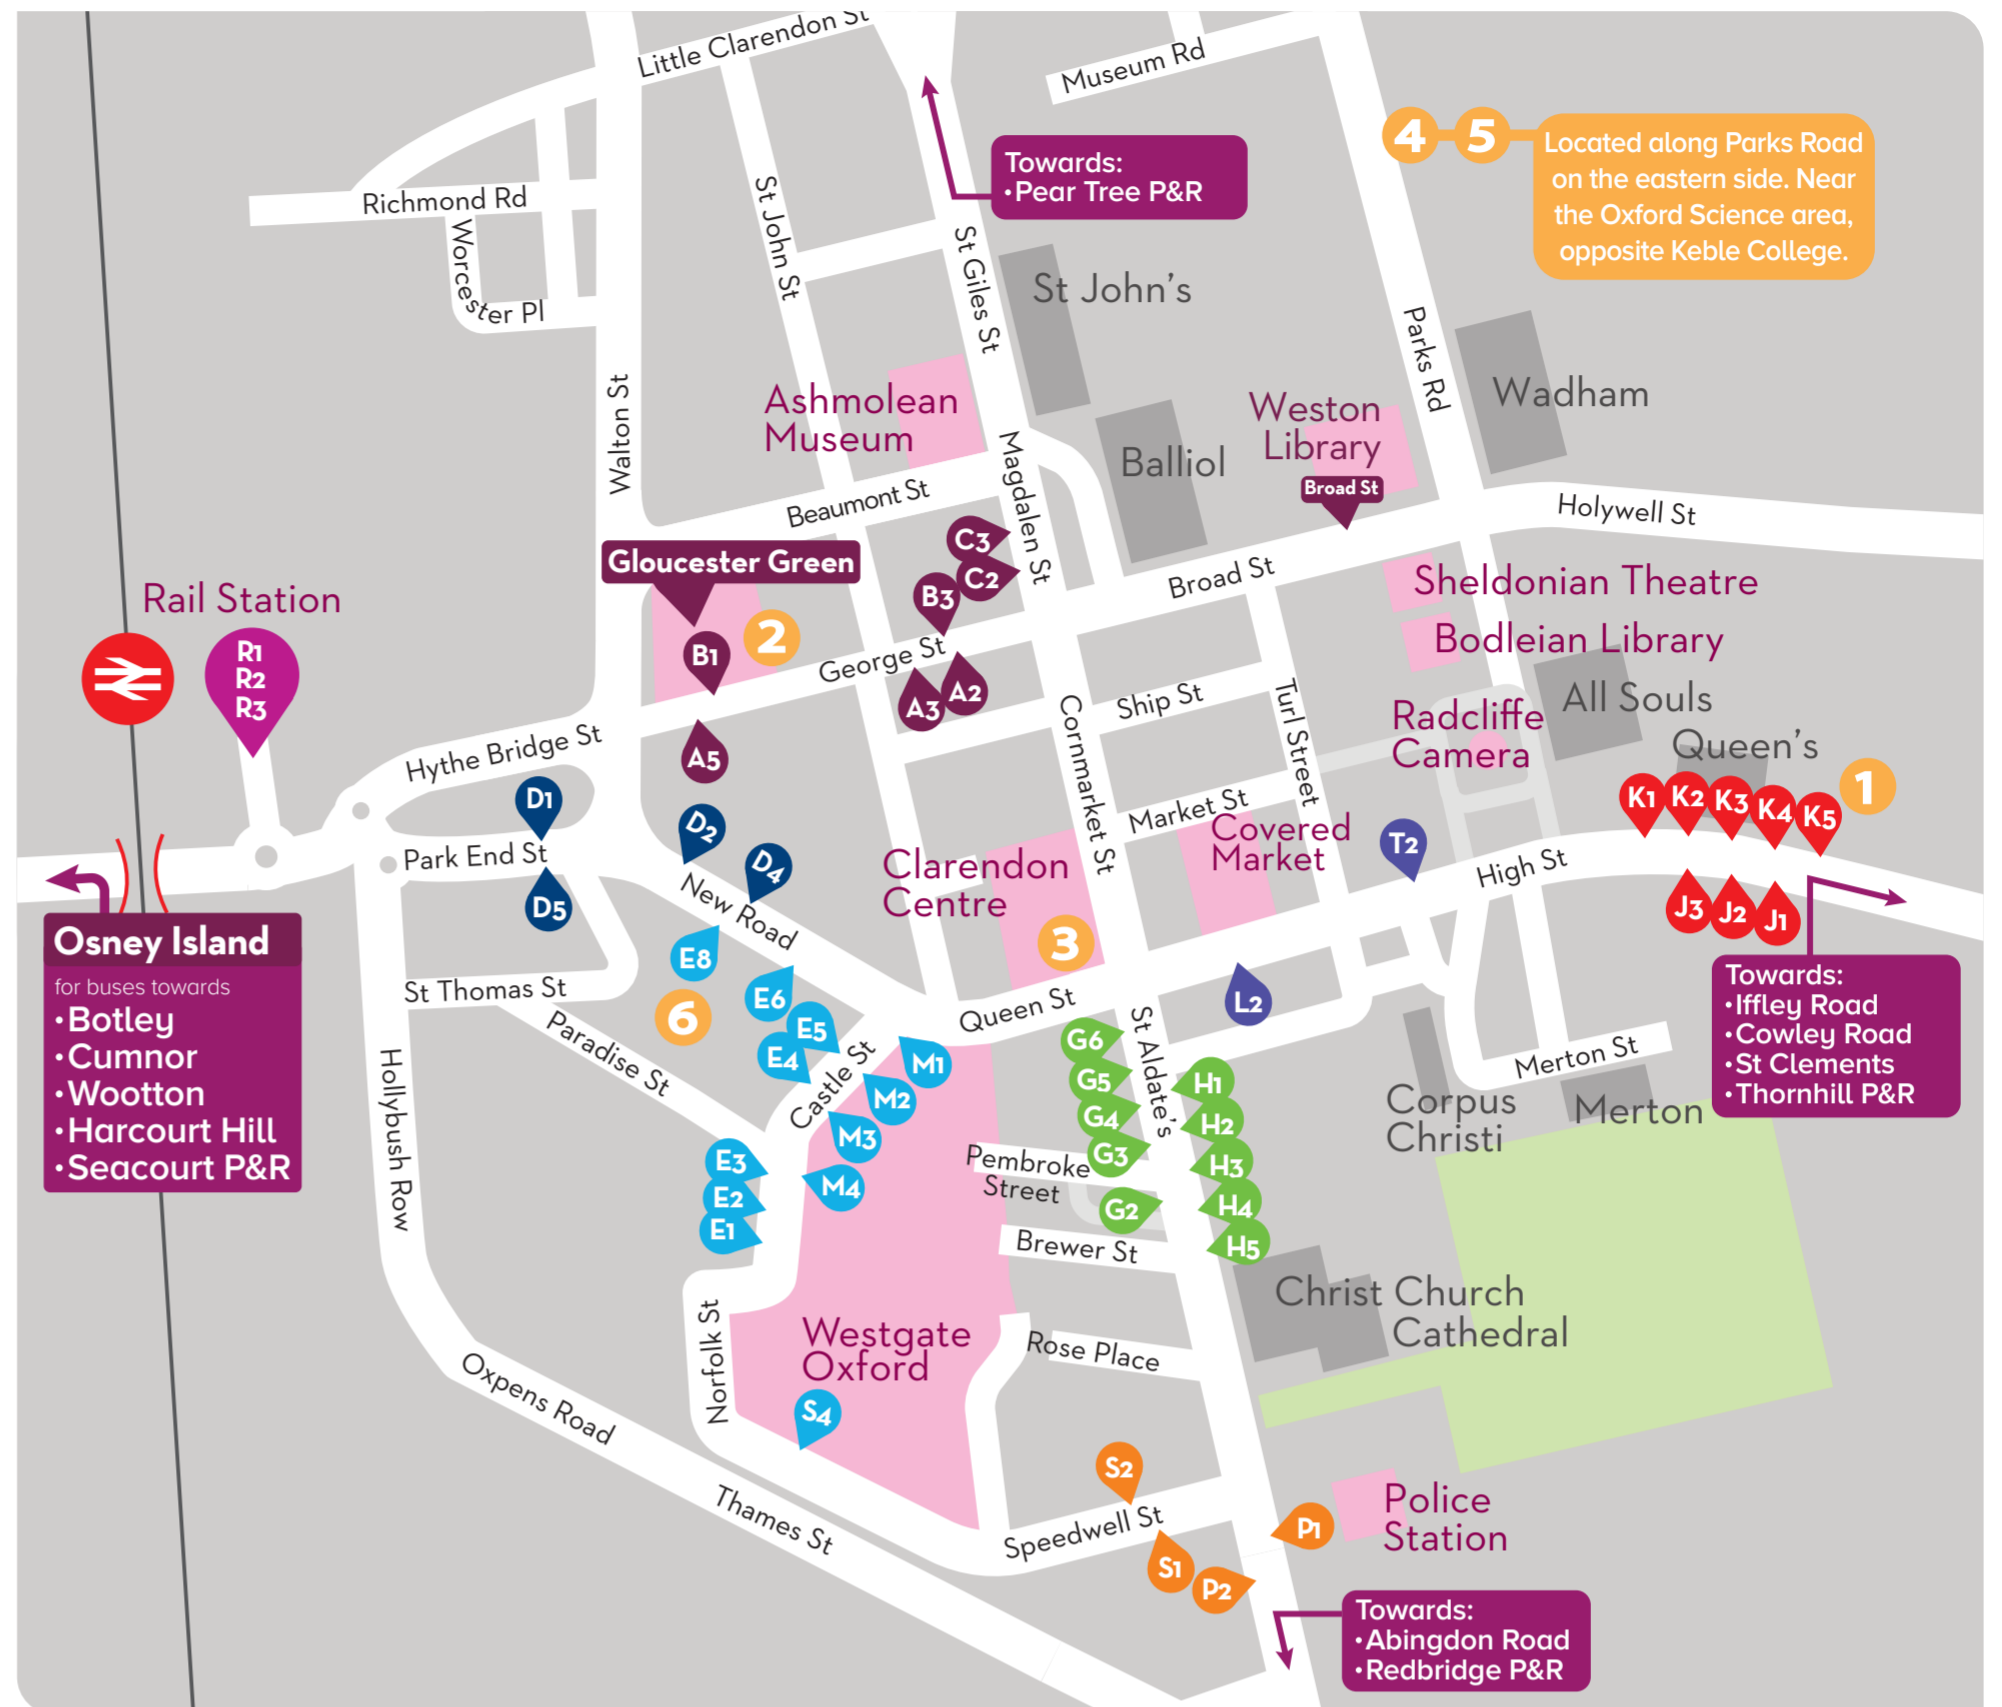 Little Clarendon St
Museum Rd
4
5
Located along Parks Road
on the eastern side. Near
the Oxford Science area,
opposite Keble College.
Towards:
•Pear Tree P&R
Richmond Rd
Worcester Pl
St John St
St Giles St
St John's
Parks Rd
Walton St
Ashmolean
Museum
Magdalen St
Balliol
Weston
Library
Broad St
Wadham
Beaumont St
Holywell St
C3
C2
B3
Gloucester Green
B1
2
George St
A3
A2
A5
Broad St
Sheldonian Theatre
Bodleian Library
All Souls
Radcliffe
Camera
Queen's
Rail Station
R1
R2
R3
Hythe Bridge St
Ship St
Turl Street
Cornmarket St
Market St
Covered
Market
T2
K1
K2
K3
K4
K5
1
D1
D2
D4
D5
Park End St
New Road
Clarendon
Centre
3
High St
J3
J2
J1
Osney Island
for buses towards
•Botley
•Cumnor
•Wootton
•Harcourt Hill
•Seacourt P&R
Towards:
•Iffley Road
•Cowley Road
•St Clements
•Thornhill P&R
E8
E6
E5
E4
6
St Thomas St
Paradise St
Hollybush Row
Castle St
Queen St
L2
St Aldate's
M1
M2
M3
M4
E3
E2
E1
G6
G5
G4
G3
G2
H1
H2
H3
H4
H5
Merton St
Corpus
Christi
Merton
Pembroke
Street
Brewer St
Christ Church
Cathedral
Norfolk St
Westgate
Oxford
Rose Place
S4
Oxpens Road
Thames St
S2
Speedwell St
S1
P2
P1
Police
Station
Towards:
•Abingdon Road
•Redbridge P&R